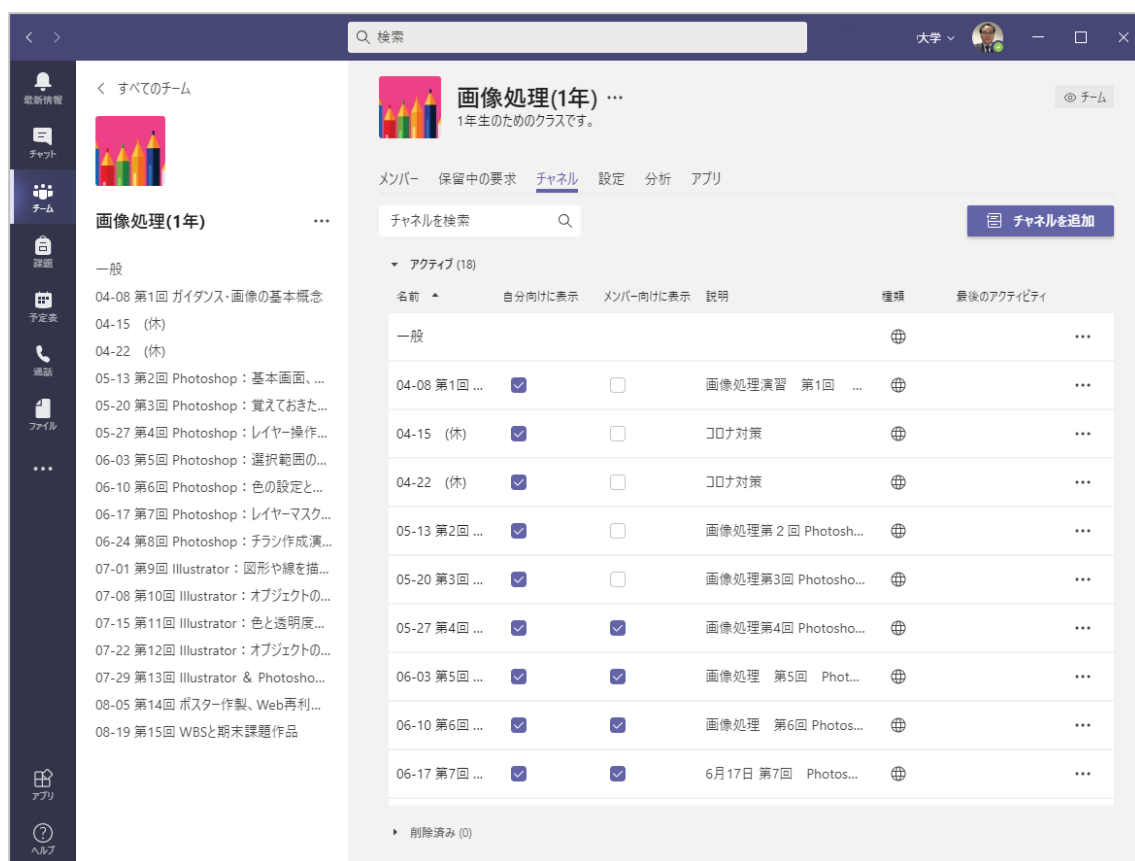 検索
大学
最新情報
チャット
チーム
課題
予定表
通話
ファイル
アプリ
ヘルプ
すべてのチーム
画像処理(1年)
一般
04-08 第1回 ガイダンス・画像の基本概念
04-15　(休)
04-22　(休)
05-13 第2回 Photoshop：基本画面、...
05-20 第3回 Photoshop：覚えておきた...
05-27 第4回 Photoshop：レイヤー操作...
06-03 第5回 Photoshop：選択範囲の...
06-10 第6回 Photoshop：色の設定と...
06-17 第7回 Photoshop：レイヤーマスク...
06-24 第8回 Photoshop：チラシ作成演...
07-01 第9回 Illustrator：図形や線を描...
07-08 第10回 Illustrator：オブジェクトの...
07-15 第11回 Illustrator：色と透明度...
07-22 第12回 Illustrator：オブジェクトの...
07-29 第13回 Illustrator ＆ Photosho...
08-05 第14回 ポスター作製、Web再利...
08-19 第15回 WBSと期末課題作品
画像処理(1年) ...
1年生のためのクラスです。
チーム
メンバー 保留中の要求 チャネル 設定 分析 アプリ
チャネルを検索
チャネルを追加
アクティブ (18)
名前 自分向けに表示 メンバー向けに表示 説明 種類 最後のアクティビティ
一般
04-08 第1回 ... 画像処理演習　第1回　...
04-15　(休) コロナ対策
04-22　(休) コロナ対策
05-13 第2回 ... 画像処理第２回 Photosh...
05-20 第3回 ... 画像処理第3回 Photosho...
05-27 第4回 ... 画像処理第4回 Photosho...
06-03 第5回 ... 画像処理　第5回　Phot...
06-10 第6回 ... 画像処理　第6回 Photos...
06-17 第7回 ... 6月17日 第7回　Photos...
削除済み (0)